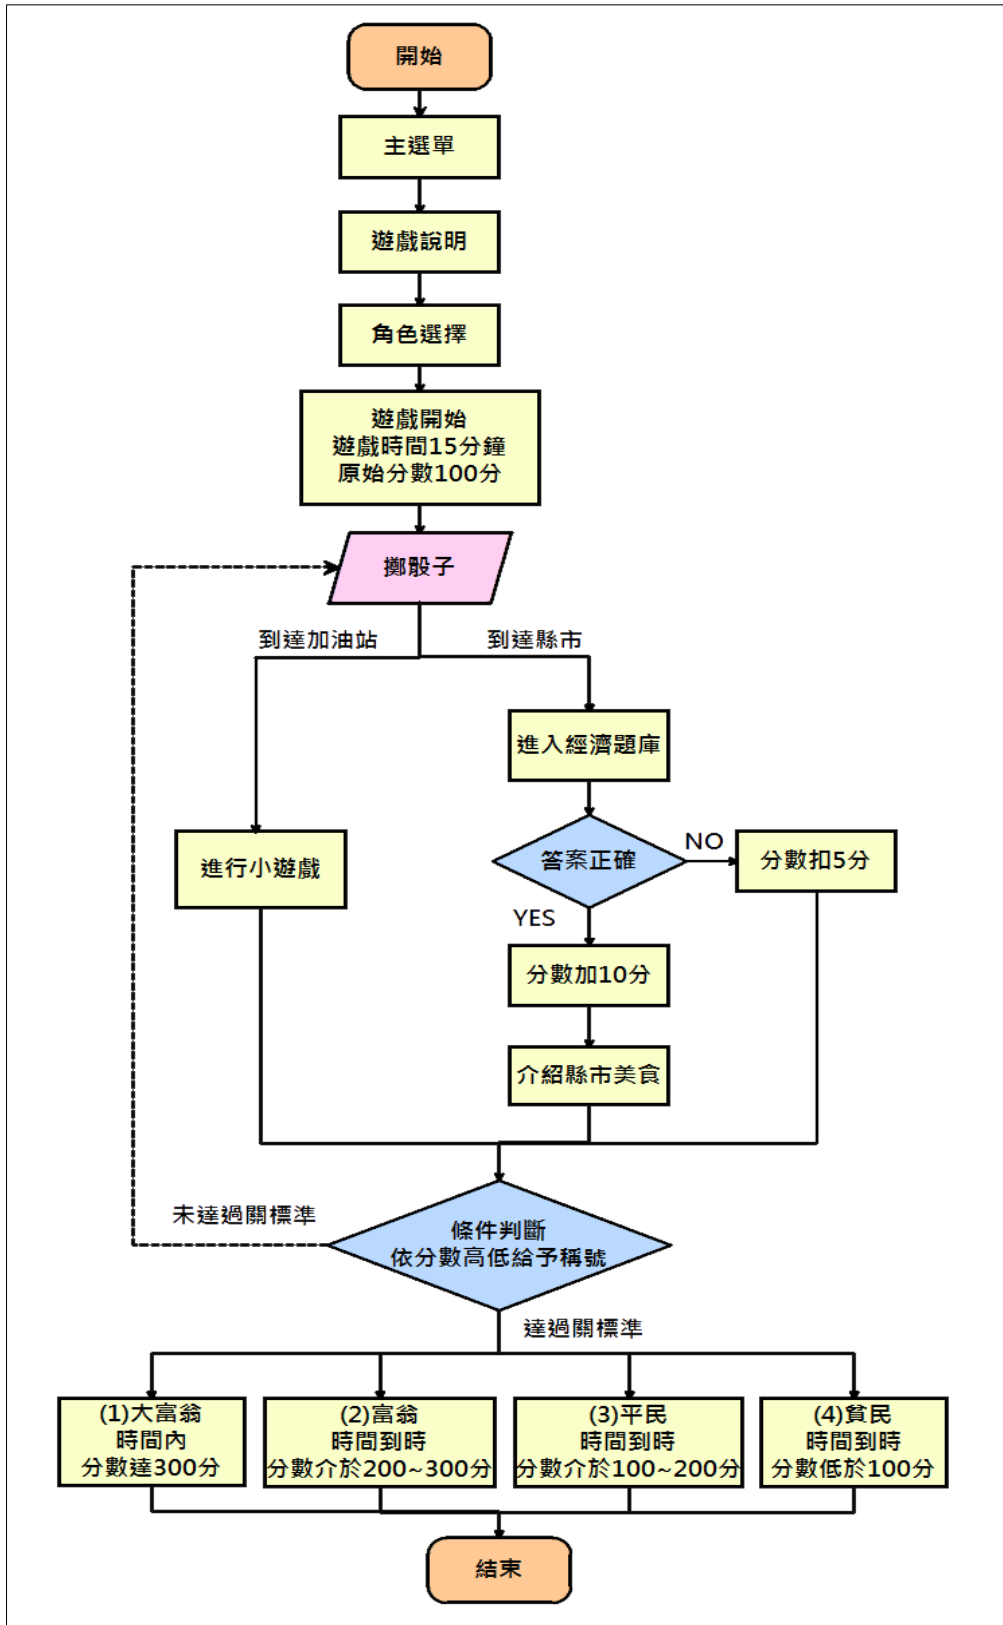 開始
主選單
遊戲說明
角色選擇
遊戲開始
遊戲時間15分鐘
原始分數100分
擲骰子
到達加油站
到達縣市
進入經濟題庫
答案正確
NO
分數扣5分
進行小遊戲
YES
分數加10分
介紹縣市美食
未達過關標準
條件判斷
依分數高低給予稱號
達過關標準
(1)大富翁
時間內
分數達300分
(2)富翁
時間到時
分數介於200~300分
(3)平民
時間到時
分數介於100~200分
(4)貧民
時間到時
分數低於100分
結束